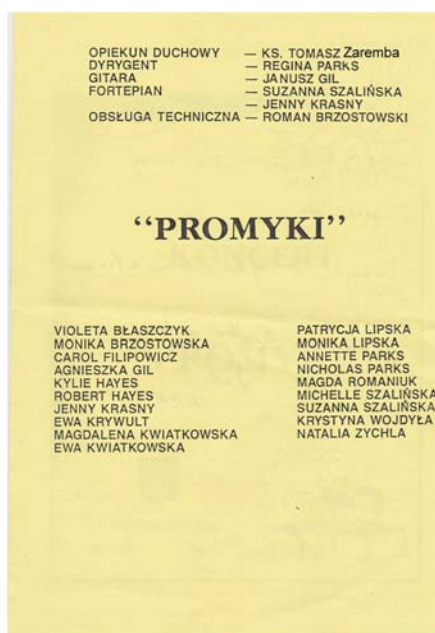 OPIEKUN DUCHOWY — KS. TOMASZ Zaremba
DYRYGENT — REGINA PARKS
GITARA — JANUSZ GIL
FORTEPIAN — SUZANNA SZALIŃSKA
— JENNY KRASNY
OBSŁUGA TECHNICZNA — ROMAN BRZOSTOWSKI
“PROMYKI”
VIOLETA BŁASZCZYK
MONIKA BRZOSTOWSKA
CAROL FILIPOWICZ
AGNIESZKA GIL
KYLIE HAYES
ROBERT HAYES
JENNY KRASNY
EWA KRYWULT
MAGDALENA KWIATKOWSKA
EWA KWIATKOWSKA
PATRYCJA LIPSKA
MONIKA LIPSKA
ANNETTE PARKS
NICHOLAS PARKS
MAGDA ROMANIUK
MICHELLE SZALIŃSKA
SUZANNA SZALIŃSKA
KRYSTYNA WOJDYŁA
NATALIA ZYCHLA